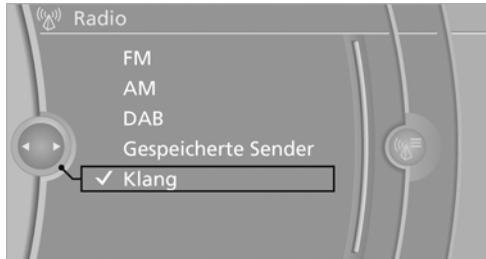 Radio
FM
AM
DAB
Gespeicherte Sender
Klang